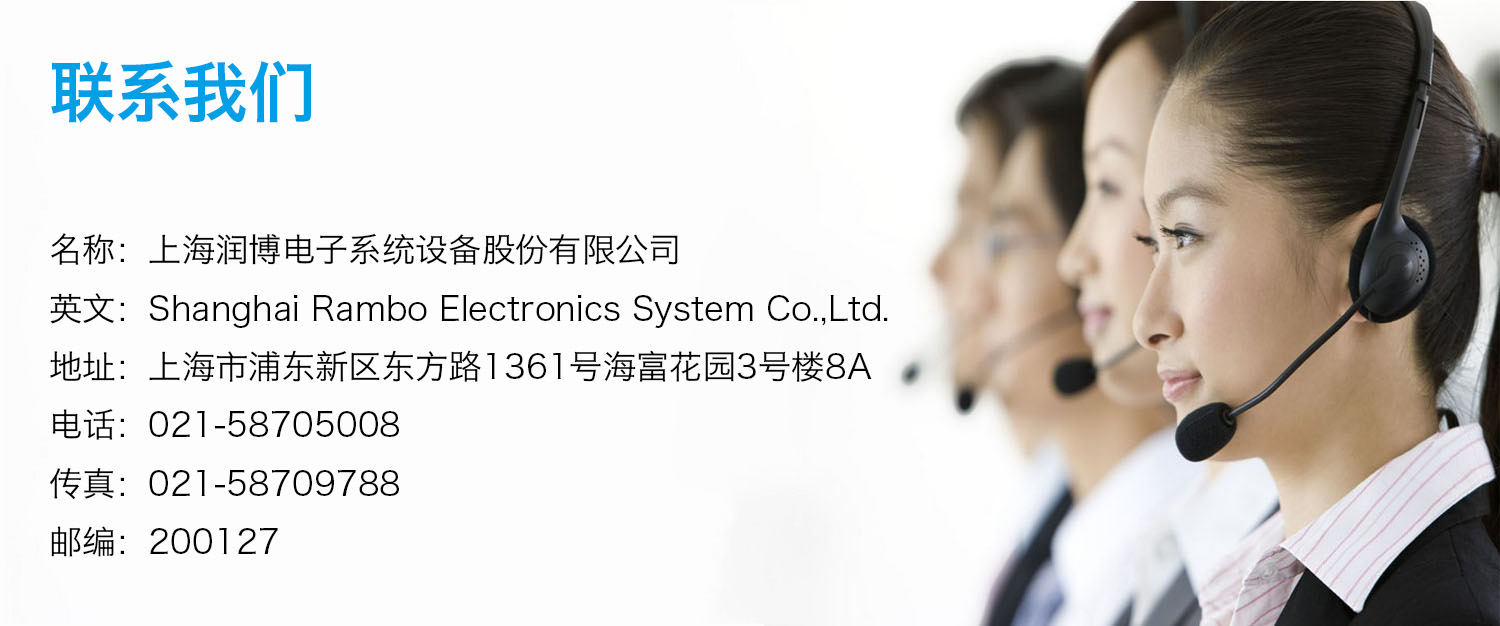 联系我们
名称：上海润博电子系统设备股份有限公司
英文：Shanghai Rambo Electronics System Co.,Ltd.
地址：上海市浦东新区东方路1361号海富花园3号楼8A
电话：021-58705008
传真：021-58709788
邮编：200127